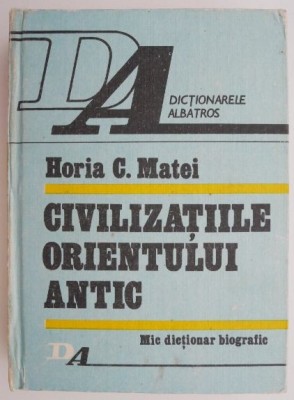 DA
DICȚIONARELE
ALBATROS
Horia C. Matei
CIVILIZAȚIILE
ORIENTULUI
ANTIC
Mic dicționar biografic
DA